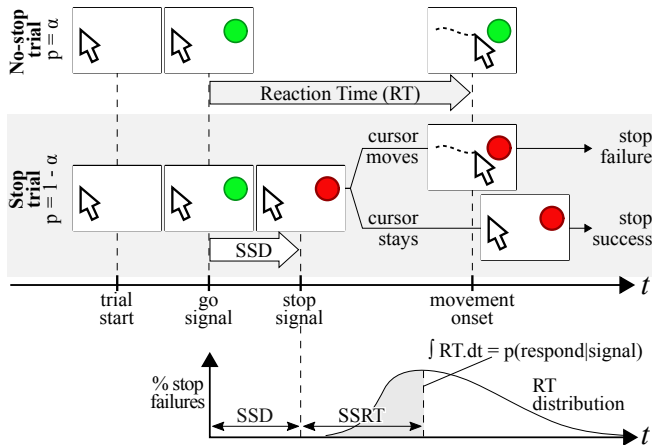 No-stop
trial
p = α
Reaction Time (RT)
Stop
trial
p = 1 - α
cursor
moves
stop
failure
cursor
stays
stop
success
SSD
t
trial
start
go
signal
stop
signal
movement
onset
∫ RT.dt = p(respond|signal)
% stop
failures
SSD
SSRT
RT
distribution
t